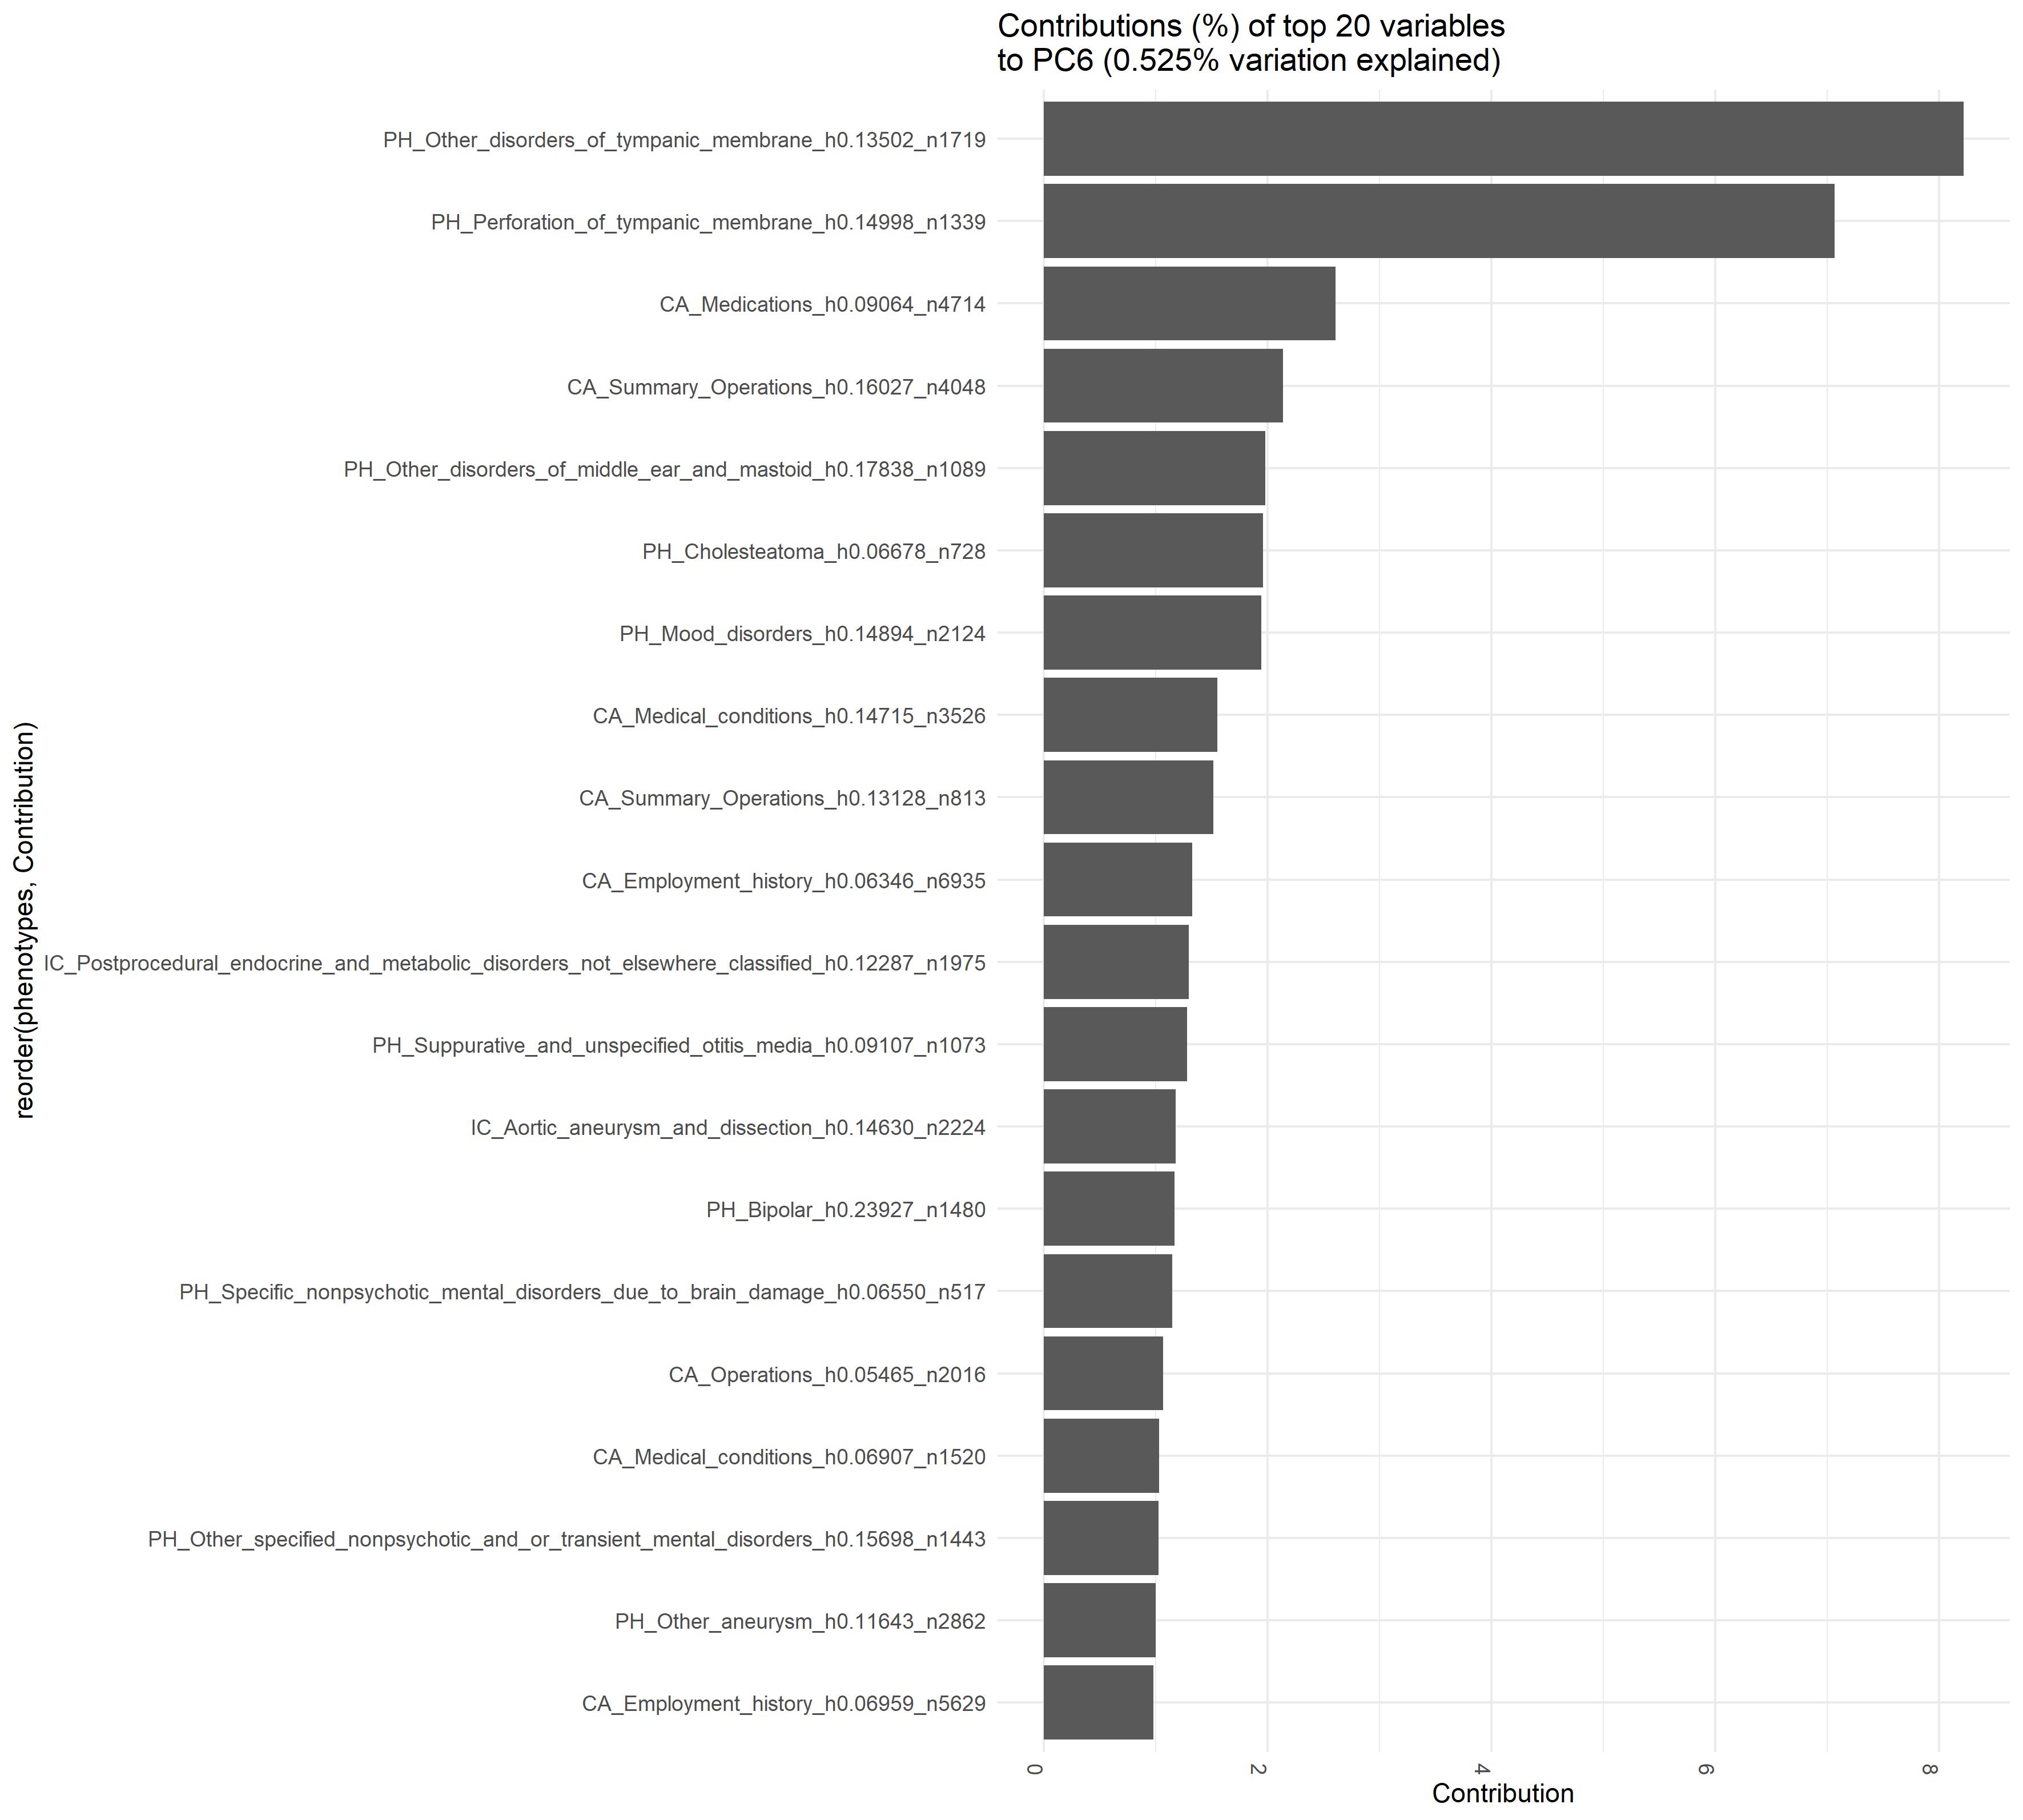 Contributions (%) of top 20 variables
to PC6 (0.525% variation explained)
PH_Other_disorders_of_tympanic_membrane_h0.13502_n1719
PH_Perforation_of_tympanic_membrane_h0.14998_n1339
CA_Medications_h0.09064_n4714
CA_Summary_Operations_h0.16027_n4048
PH_Other_disorders_of_middle_ear_and_mastoid_h0.17838_n1089
PH_Cholesteatoma_h0.06678_n728
PH_Mood_disorders_h0.14894_n2124
CA_Medical_conditions_h0.14715_n3526
CA_Summary_Operations_h0.13128_n813
CA_Employment_history_h0.06346_n6935
IC_Postprocedural_endocrine_and_metabolic_disorders_not_elsewhere_classified_h0.12287_n1975
PH_Suppurative_and_unspecified_otitis_media_h0.09107_n1073
IC_Aortic_aneurysm_and_dissection_h0.14630_n2224
PH_Bipolar_h0.23927_n1480
PH_Specific_nonpsychotic_mental_disorders_due_to_brain_damage_h0.06550_n517
CA_Operations_h0.05465_n2016
CA_Medical_conditions_h0.06907_n1520
PH_Other_specified_nonpsychotic_and_or_transient_mental_disorders_h0.15698_n1443
PH_Other_aneurysm_h0.11643_n2862
CA_Employment_history_h0.06959_n5629
reorder(phenotypes, Contribution)
0 2 4 6 8
Contribution